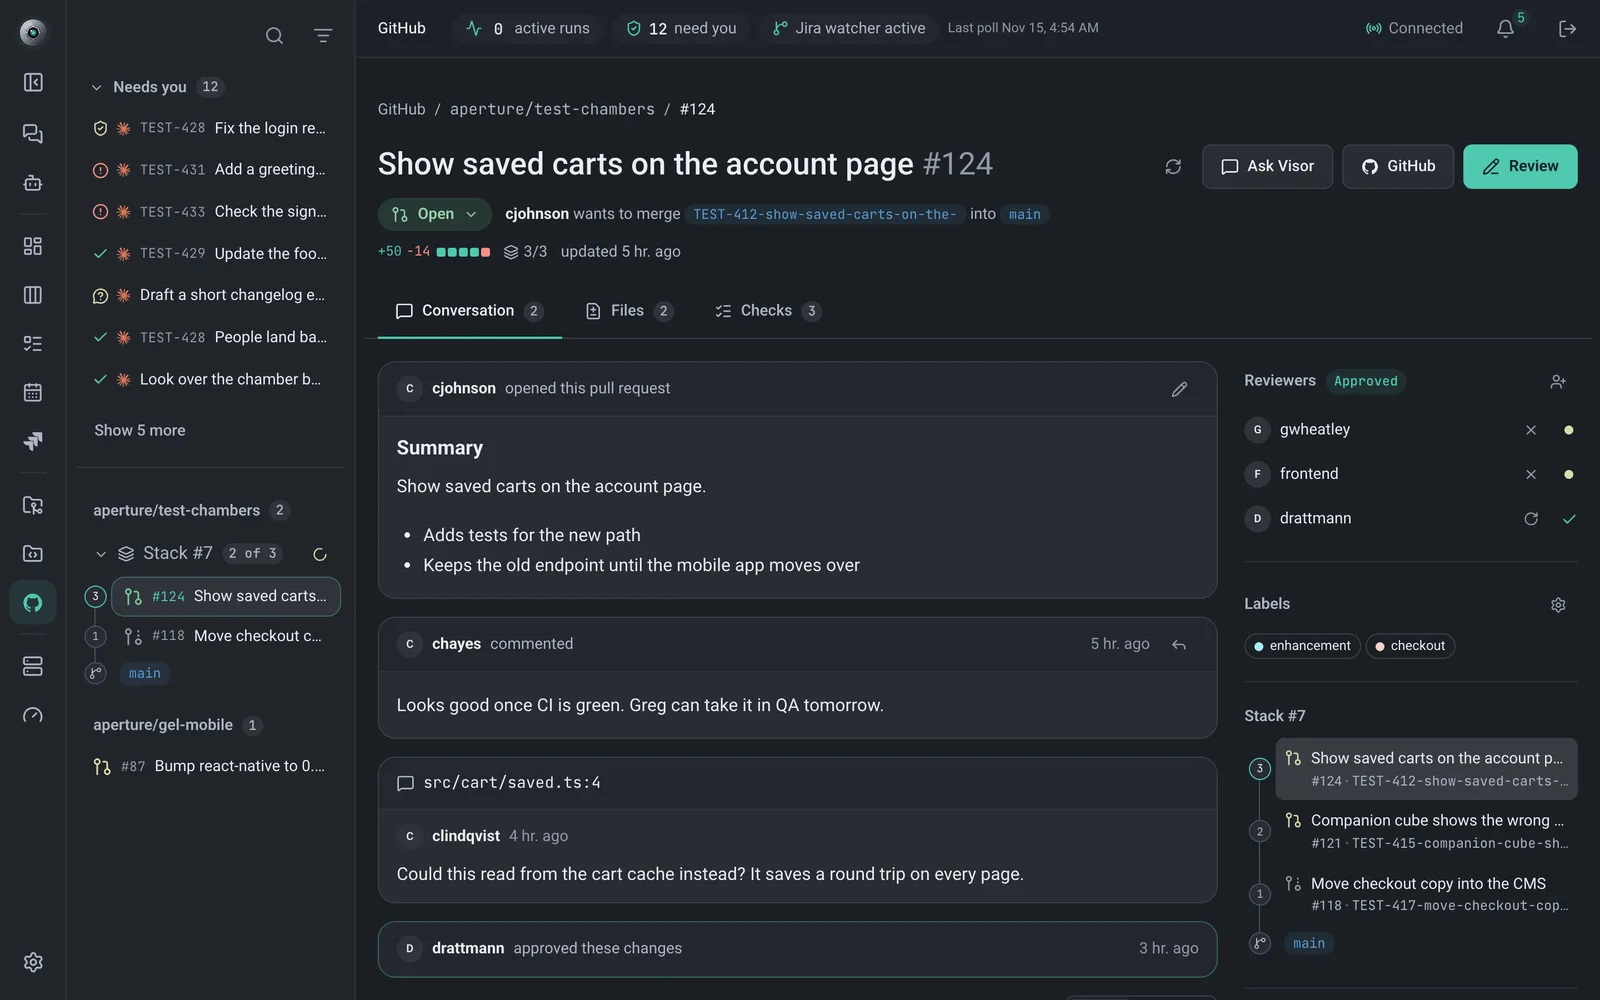 GitHub
0 active runs
12 need you
Jira watcher active
Last poll Nov 15, 4:54 AM
Connected
5
Needs you 12
TEST-428 Fix the login re…
TEST-431 Add a greeting…
TEST-433 Check the sign…
TEST-429 Update the foo…
Draft a short changelog e…
TEST-428 People land ba…
Look over the chamber b…
Show 5 more
aperture/test-chambers 2
Stack #7 2 of 3
3 #124 Show saved carts…
1 #118 Move checkout c…
main
aperture/gel-mobile 1
#87 Bump react-native to 0.…
GitHub / aperture/test-chambers / #124
Show saved carts on the account page #124
Ask Visor
GitHub
Review
Open cjohnson wants to merge TEST-412-show-saved-carts-on-the- into main
+50 -14 3/3 updated 5 hr. ago
Conversation 2
Files 2
Checks 3
C cjohnson opened this pull request
Summary
Show saved carts on the account page.
• Adds tests for the new path
• Keeps the old endpoint until the mobile app moves over
C chayes commented 5 hr. ago
Looks good once CI is green. Greg can take it in QA tomorrow.
src/cart/saved.ts:4
C clindqvist 4 hr. ago
Could this read from the cart cache instead? It saves a round trip on every page.
D drattmann approved these changes 3 hr. ago
Reviewers Approved
G gwheatley
F frontend
D drattmann
Labels
enhancement
checkout
Stack #7
3 Show saved carts on the account p…
#124 · TEST-412-show-saved-carts-…
2 Companion cube shows the wrong …
#121 · TEST-415-companion-cube-sh…
1 Move checkout copy into the CMS
#118 · TEST-417-move-checkout-cop…
main